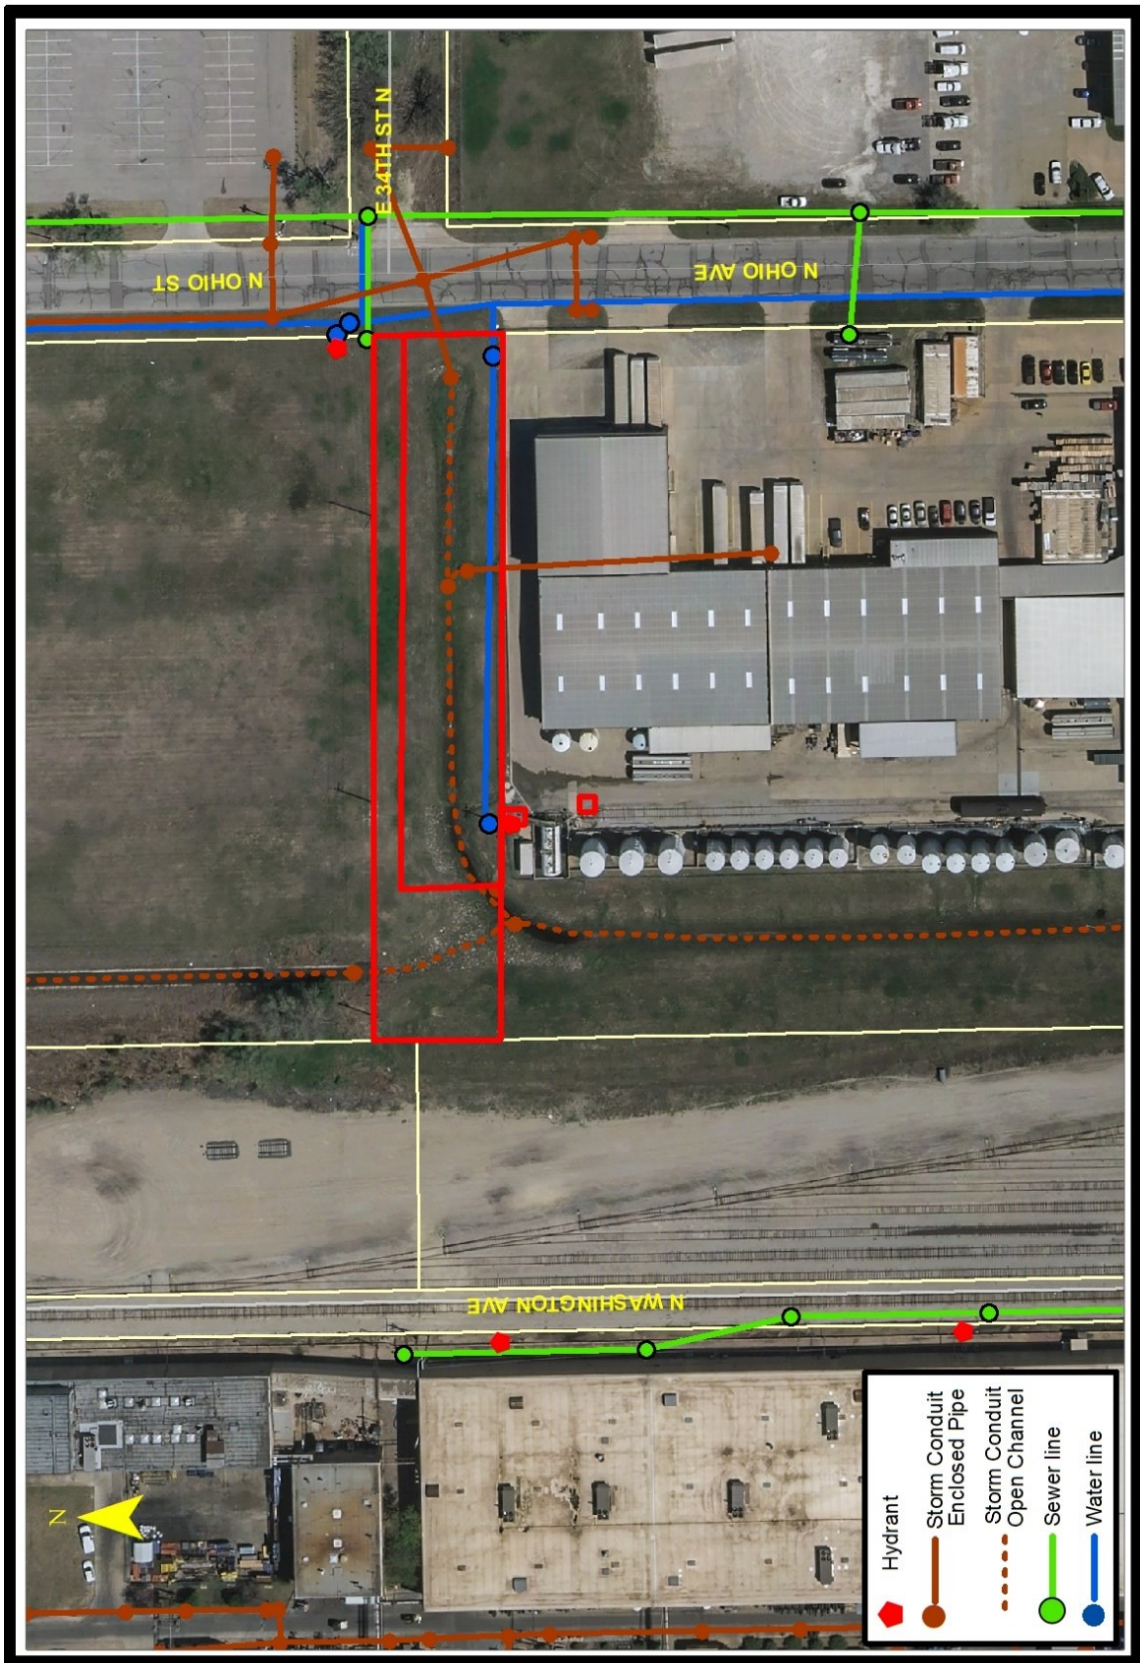 E 34TH ST N
N OHIO ST
N OHIO AVE
N WASHINGTON AVE
N
Hydrant
Storm Conduit
Enclosed Pipe
Storm Conduit
Open Channel
Sewer line
Water line